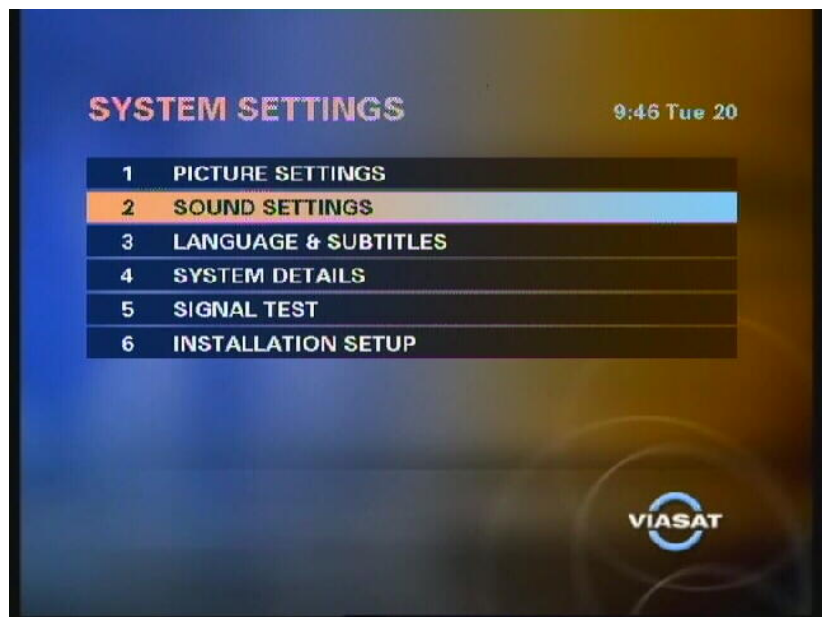 SYSTEM SETTINGS
9:46 Tue 20
1 PICTURE SETTINGS
2 SOUND SETTINGS
3 LANGUAGE & SUBTITLES
4 SYSTEM DETAILS
5 SIGNAL TEST
6 INSTALLATION SETUP
VIASAT